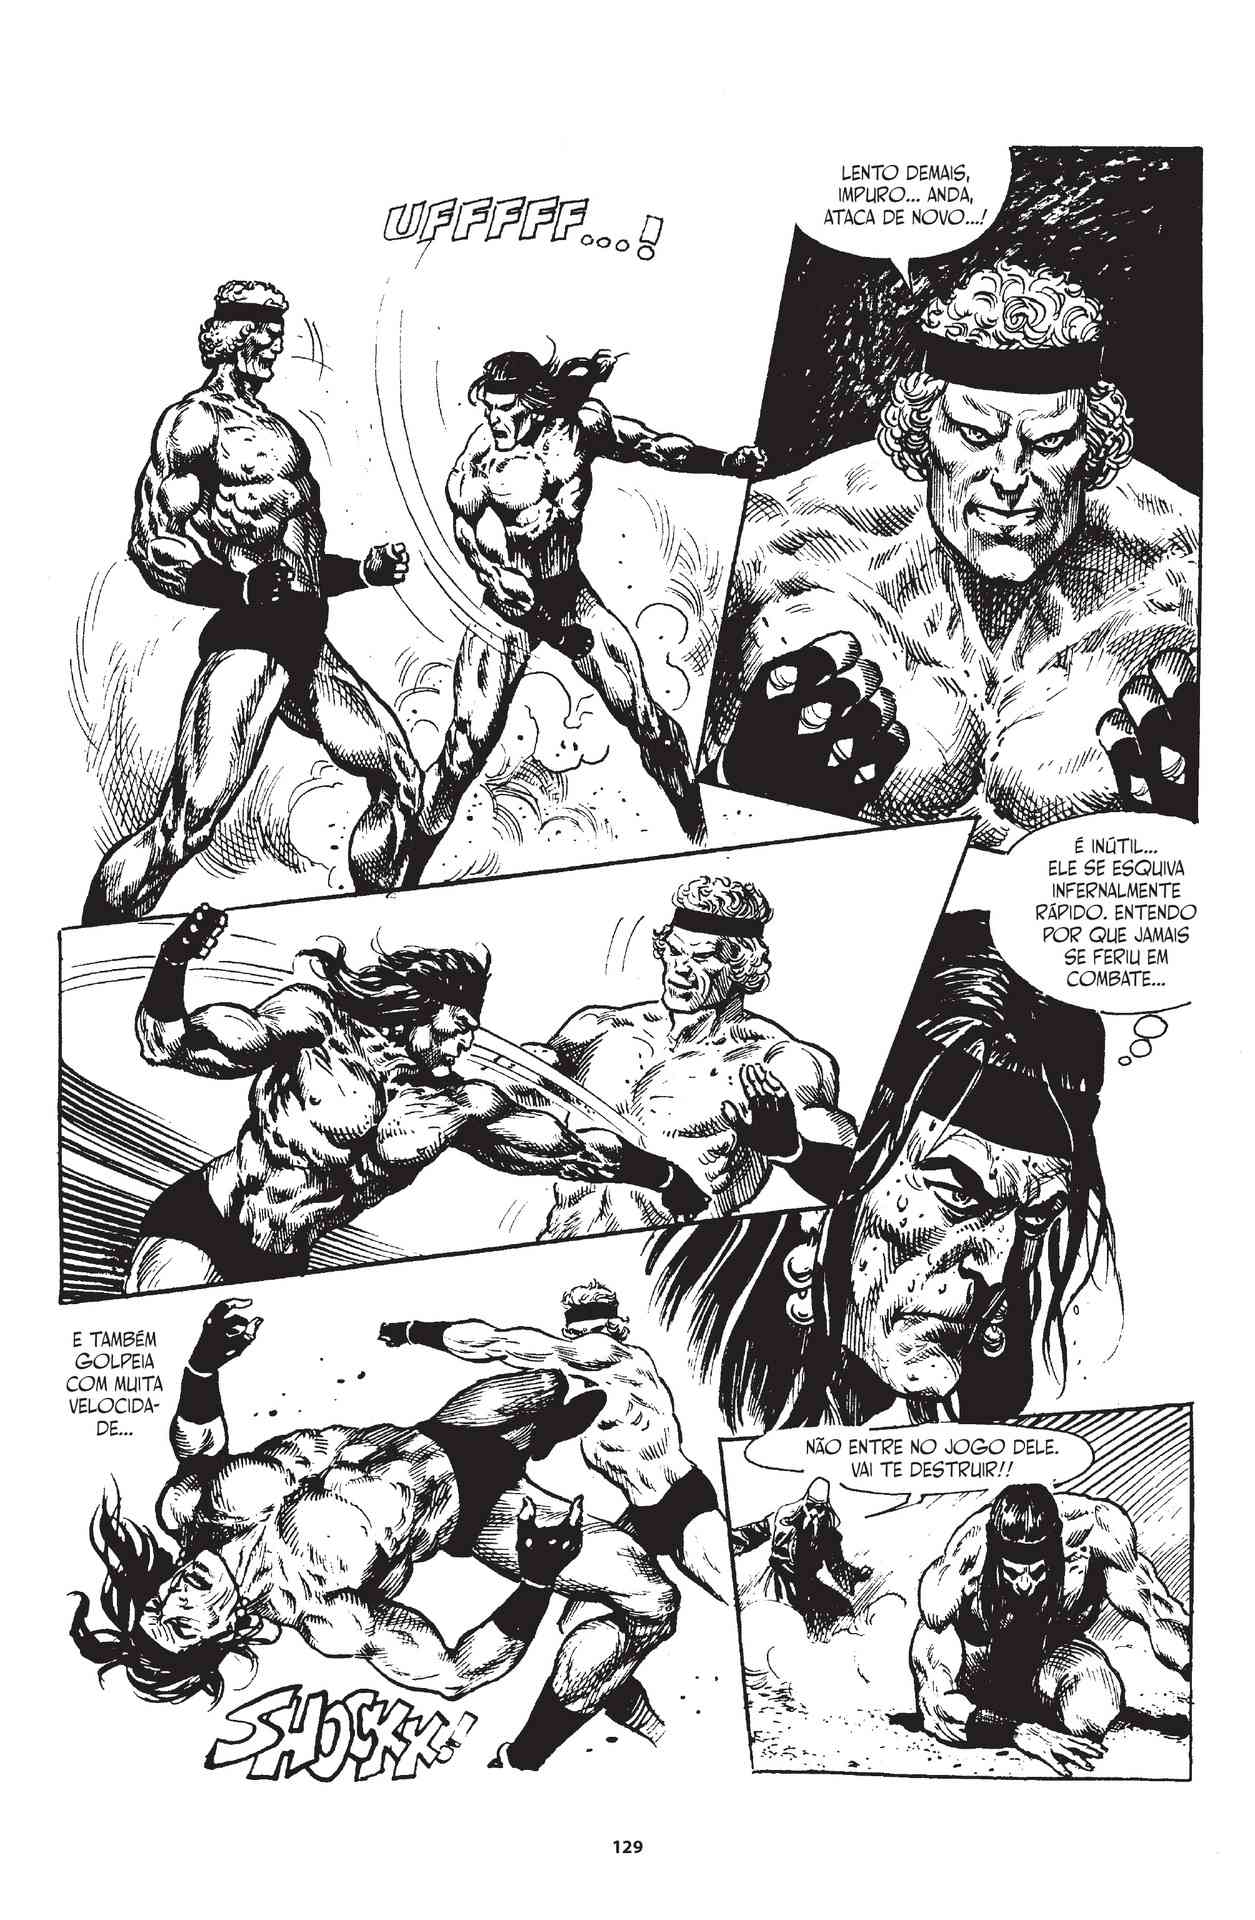 UFFFFF...!
LENTO DEMAIS,
IMPURO... ANDA,
ATACA DE NOVO...!
É INÚTIL...
ELE SE ESQUIVA
INFERNALMENTE
RÁPIDO. ENTENDO
POR QUE JAMAIS
SE FERIU EM
COMBATE...
E TAMBÉM
GOLPEIA
COM MUITA
VELOCIDA-
DE...
SHOCKK!
NÃO ENTRE NO JOGO DELE.
VAI TE DESTRUIR!!
129